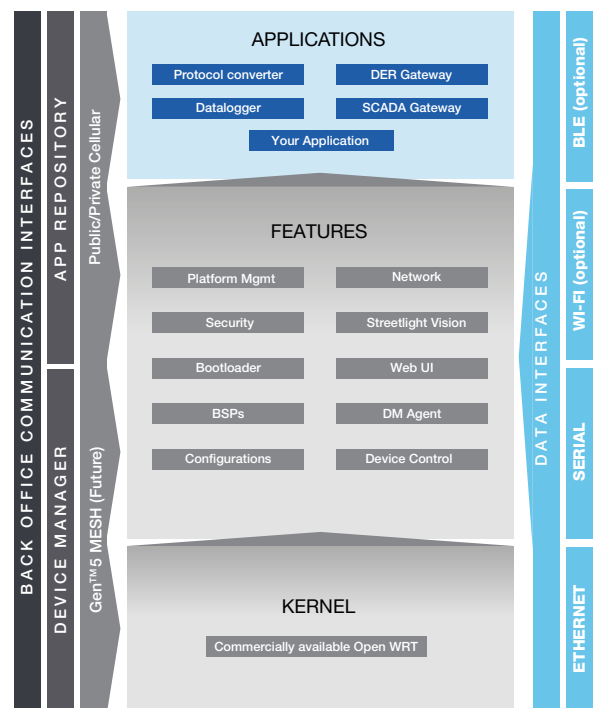 BACK OFFICE COMMUNICATION INTERFACES
APP REPOSITORY
DEVICE MANAGER
Public/Private Cellular
Gen™5 MESH (Future)
APPLICATIONS
Protocol converter
DER Gateway
Datalogger
SCADA Gateway
Your Application
FEATURES
Platform Mgmt
Network
Security
Streetlight Vision
Bootloader
Web UI
BSPs
DM Agent
Configurations
Device Control
KERNEL
Commercially available Open WRT
DATA INTERFACES
BLE (optional)
WI-FI (optional)
SERIAL
ETHERNET